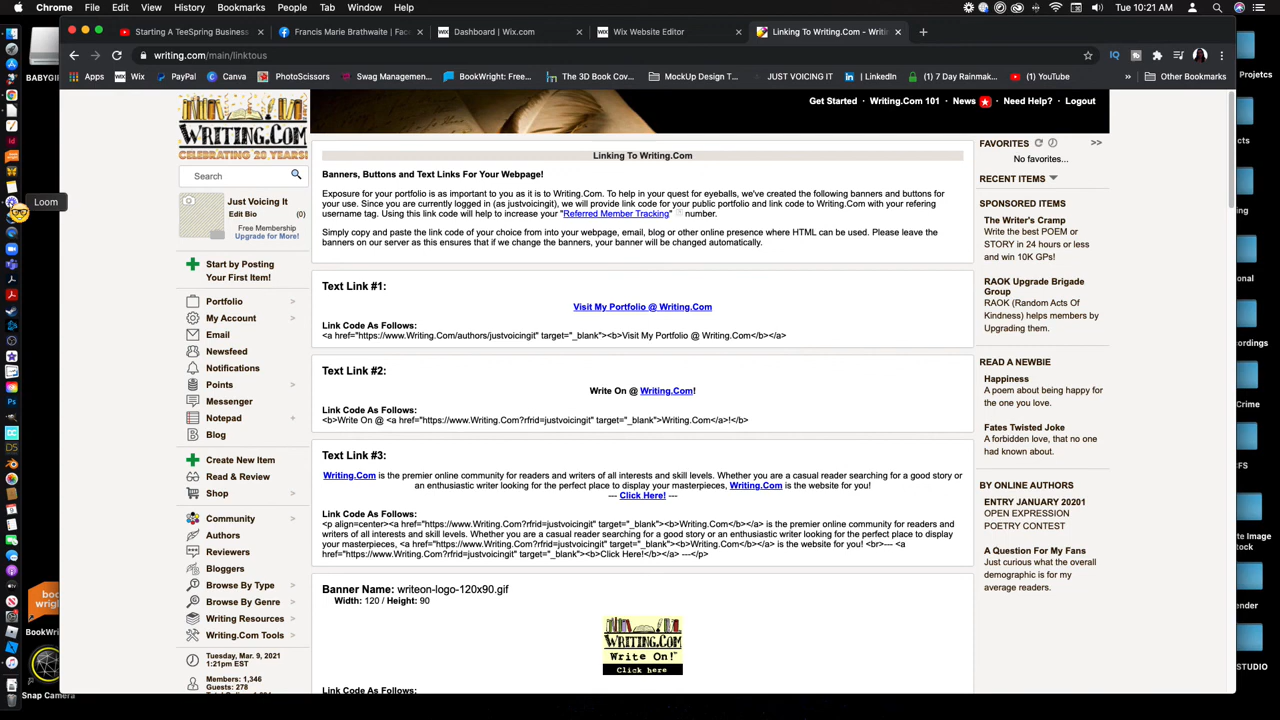 Chrome File Edit View History Bookmarks People Tab Window Help
Tue 10:21 AM
Starting A TeeSpring Business
Francis Marie Brathwaite | Fac
Dashboard | Wix.com
Wix Website Editor
Linking To Writing.Com - Writi
writing.com/main/linktous
Apps Wix PayPal PhotoScissors Swag Managemen... BookWright: Free... The 3D Book Cov... MockUp Design T... JUST VOICING IT LinkedIn (1) 7 Day Rainmak... (1) YouTube » Other Bookmarks
BABYGI
Loom
WRITING.COM
CELEBRATING 20 YEARS!
Search
Just Voicing It
Edit Bio (0)
Free Membership
Upgrade for More!
Start by Posting
Your First Item!
Portfolio >
My Account >
Email
Newsfeed
Notifications
Points >
Messenger
Notepad +
Blog
Create New Item
Read & Review
Shop >
Community >
Authors
Reviewers
Bloggers
Browse By Type >
Browse By Genre >
Writing Resources >
Writing.Com Tools >
Tuesday, Mar. 9, 2021
1:21pm EST
Members: 1,346
Guests: 278
Get Started · Writing.Com 101 · News · Need Help? · Logout
Linking To Writing.Com
Banners, Buttons and Text Links For Your Webpage!
Exposure for your portfolio is as important to you as it is to Writing.Com. To help in your quest for eyeballs, we've created the following banners and buttons
for your use. Since you are currently logged in (as justvoicingit), we will provide link code for your public portfolio and link code to Writing.Com with your refering
username tag. Using this link code will help to increase your "Referred Member Tracking" number.
Simply copy and paste the link code of your choice from into your webpage, email, blog or other online presence where HTML can be used. Please leave the
banners on our server as this ensures that if we change the banners, your banner will be changed automatically.
Text Link #1:
Visit My Portfolio @ Writing.Com
Link Code As Follows:
<a href="https://www.Writing.Com/authors/justvoicingit" target="_blank"><b>Visit My Portfolio @ Writing.Com</b></a>
Text Link #2:
Write On @ Writing.Com!
Link Code As Follows:
<b>Write On @ <a href="https://www.Writing.Com?rfrid=justvoicingit" target="_blank">Writing.Com</a>!</b>
Text Link #3:
Writing.Com is the premier online community for readers and writers of all interests and skill levels. Whether you are a casual reader searching for a good story or
an enthusiastic writer looking for the perfect place to display your masterpieces, Writing.Com is the website for you!
--- Click Here! ---
Link Code As Follows:
<p align=center><a href="https://www.Writing.Com?rfrid=justvoicingit" target="_blank"><b>Writing.Com</b></a> is the premier online community for readers and
writers of all interests and skill levels. Whether you are a casual reader searching for a good story or an enthusiastic writer looking for the perfect place to display
your masterpieces, <a href="https://www.Writing.Com?rfrid=justvoicingit" target="_blank"><b>Writing.Com</b></a> is the website for you! <br>--- <a
href="https://www.Writing.Com?rfrid=justvoicingit" target="_blank"><b>Click Here!</b></a> ---</p>
Banner Name: writeon-logo-120x90.gif
Width: 120 / Height: 90
WRITING.COM
Write On!
Click here
Link Code As Follows:
FAVORITES >>
No favorites...
RECENT ITEMS
SPONSORED ITEMS
The Writer's Cramp
Write the best POEM or
STORY in 24 hours or less
and win 10K GPs!
RAOK Upgrade Brigade
Group
RAOK (Random Acts Of
Kindness) helps members by
Upgrading them.
READ A NEWBIE
Happiness
A poem about being happy for
the one you love.
Fates Twisted Joke
A forbidden love, that no one
had known about.
BY ONLINE AUTHORS
ENTRY JANUARY 20201
OPEN EXPRESSION
POETRY CONTEST
A Question For My Fans
Just curious what the overall
demographic is for my
average readers.
Projetcs
cts
ordings
Crime
CFS
ate Image
stock
ender
STUDIO
boo
wrigh
BookWri
Snap Camera